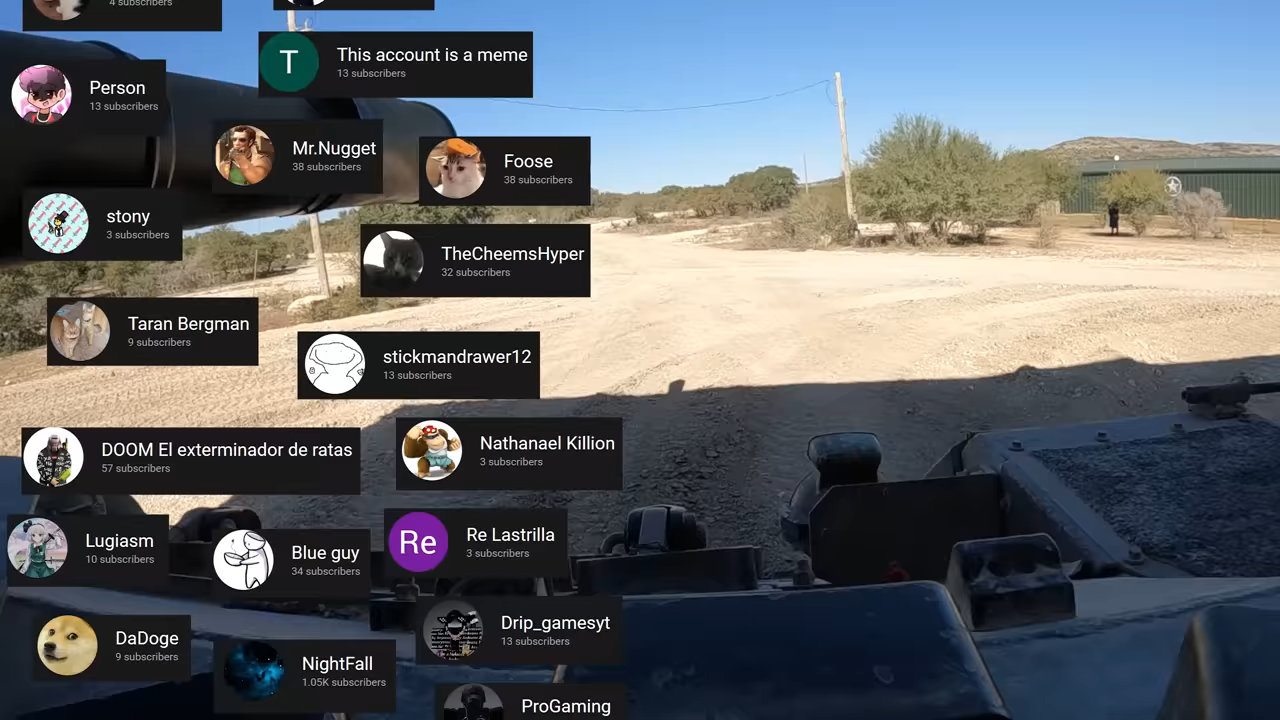 4 subscribers
This account is a meme
13 subscribers
T
Person
13 subscribers
Mr.Nugget
38 subscribers
Foose
38 subscribers
stony
3 subscribers
TheCheemsHyper
32 subscribers
Taran Bergman
9 subscribers
stickmandrawer12
13 subscribers
DOOM El exterminador de ratas
57 subscribers
Nathanael Killion
3 subscribers
Lugiasm
10 subscribers
Blue guy
34 subscribers
Re
Re Lastrilla
3 subscribers
DaDoge
9 subscribers
Drip_gamesyt
13 subscribers
NightFall
1.05K subscribers
ProGaming